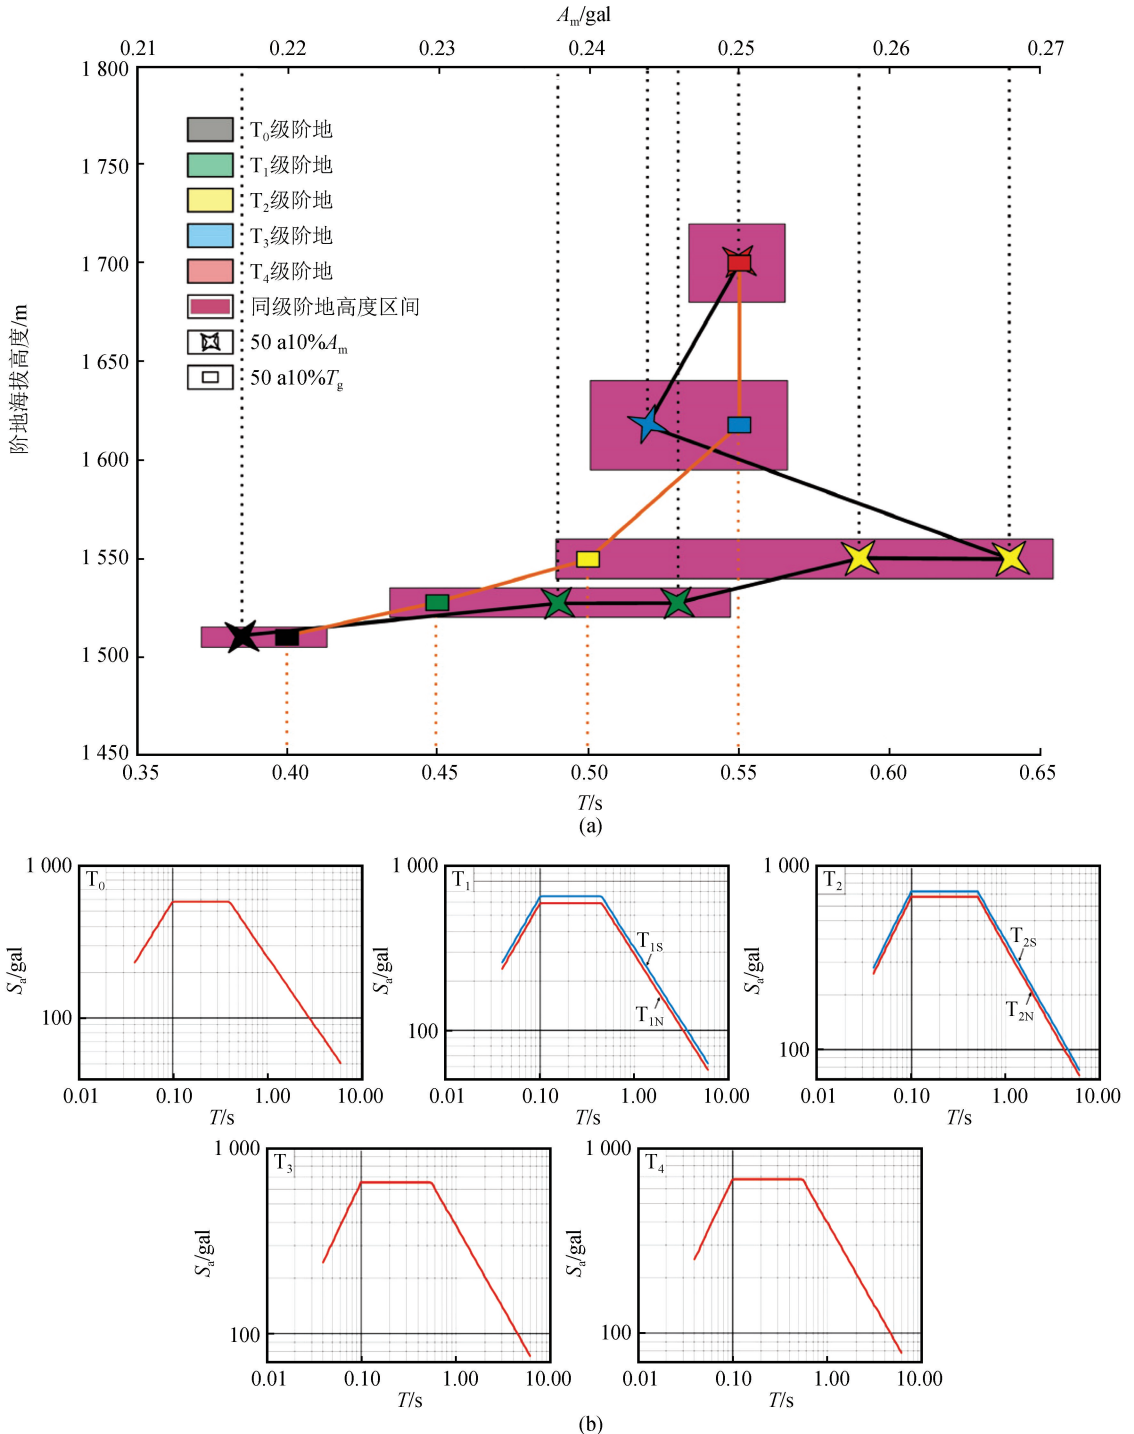 Am/gal
0.21 0.22 0.23 0.24 0.25 0.26 0.27
1 800
1 750
1 700
1 650
1 600
1 550
1 500
1 450
阶地海拔高度/m
T0级阶地
T1级阶地
T2级阶地
T3级阶地
T4级阶地
同级阶地高度区间
50 a10%Am
50 a10%Tg
0.35 0.40 0.45 0.50 0.55 0.60 0.65
T/s
(a)
1 000
T0
Sa/gal
100
0.01 0.10 1.00 10.00
T/s
1 000
T1
Sa/gal
T1S
T1N
100
0.01 0.10 1.00 10.00
T/s
1 000
T2
Sa/gal
T2S
T2N
100
0.01 0.10 1.00 10.00
T/s
1 000
T3
Sa/gal
100
0.01 0.10 1.00 10.00
T/s
1 000
T4
Sa/gal
100
0.01 0.10 1.00 10.00
T/s
(b)